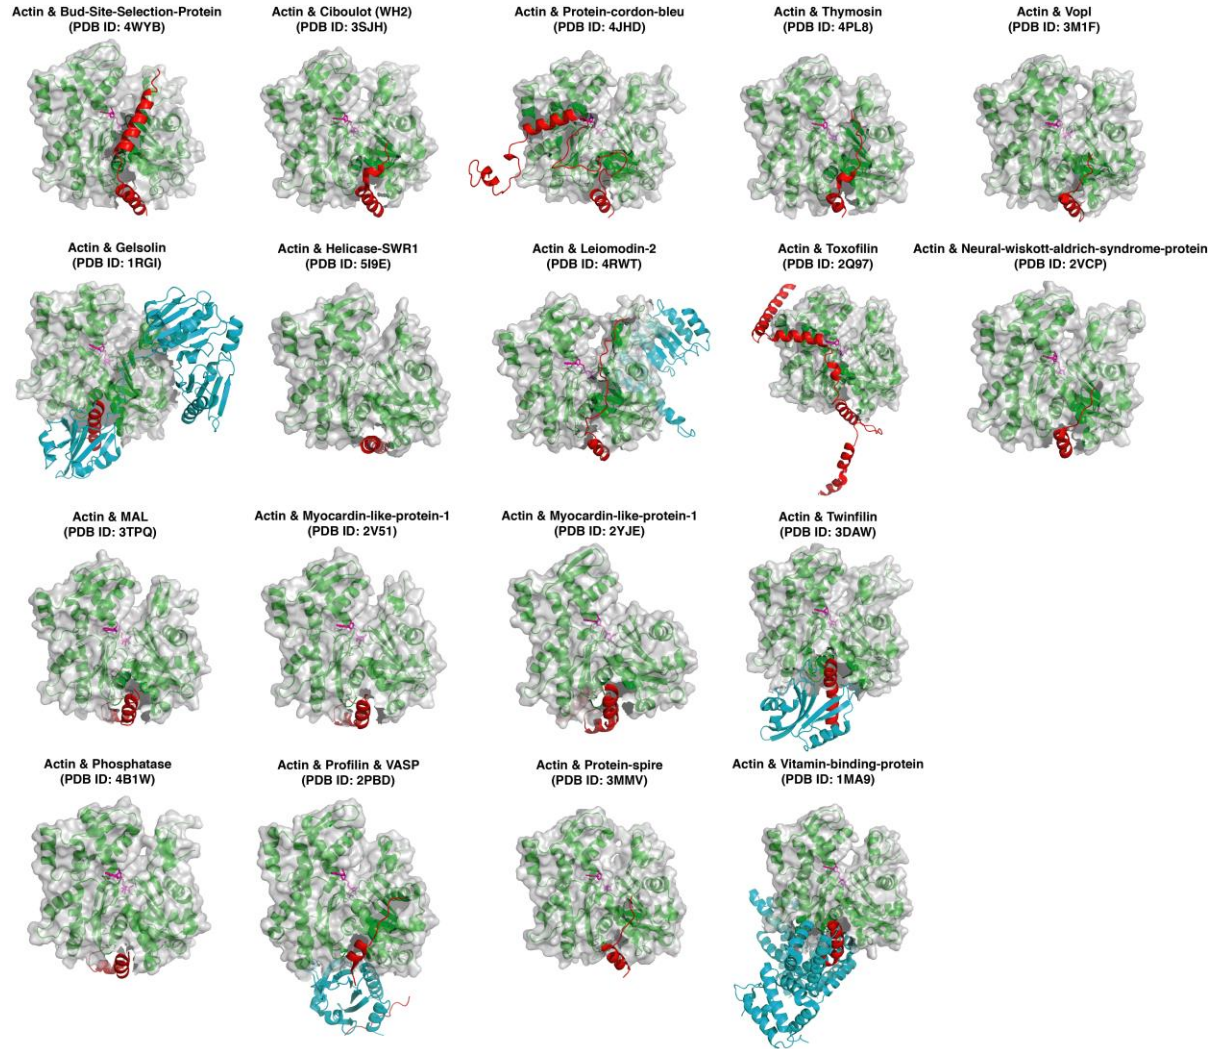 Actin & Bud-Site-Selection-Protein
(PDB ID: 4WYB)
Actin & Ciboulot (WH2)
(PDB ID: 3SJH)
Actin & Protein-cordon-bleu
(PDB ID: 4JHD)
Actin & Thymosin
(PDB ID: 4PL8)
Actin & Vopl
(PDB ID: 3M1F)
Actin & Gelsolin
(PDB ID: 1RGI)
Actin & Helicase-SWR1
(PDB ID: 5I9E)
Actin & Leiomodin-2
(PDB ID: 4RWT)
Actin & Toxofilin
(PDB ID: 2Q97)
Actin & Neural-wiskott-aldrich-syndrome-protein
(PDB ID: 2VCP)
Actin & MAL
(PDB ID: 3TPQ)
Actin & Myocardin-like-protein-1
(PDB ID: 2V51)
Actin & Myocardin-like-protein-1
(PDB ID: 2YJE)
Actin & Twinfilin
(PDB ID: 3DAW)
Actin & Phosphatase
(PDB ID: 4B1W)
Actin & Profilin & VASP
(PDB ID: 2PBD)
Actin & Protein-spire
(PDB ID: 3MMV)
Actin & Vitamin-binding-protein
(PDB ID: 1MA9)